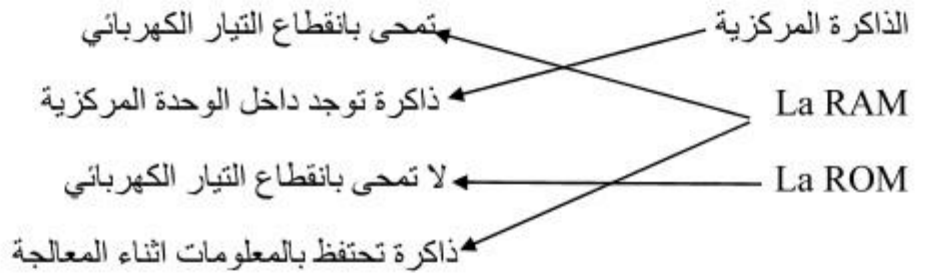 الذاكرة المركزية
تمحى بانقطاع التيار الكهربائي
La RAM
ذاكرة توجد داخل الوحدة المركزية
La ROM
لا تمحى بانقطاع التيار الكهربائي
ذاكرة تحتفظ بالمعلومات اثناء المعالجة